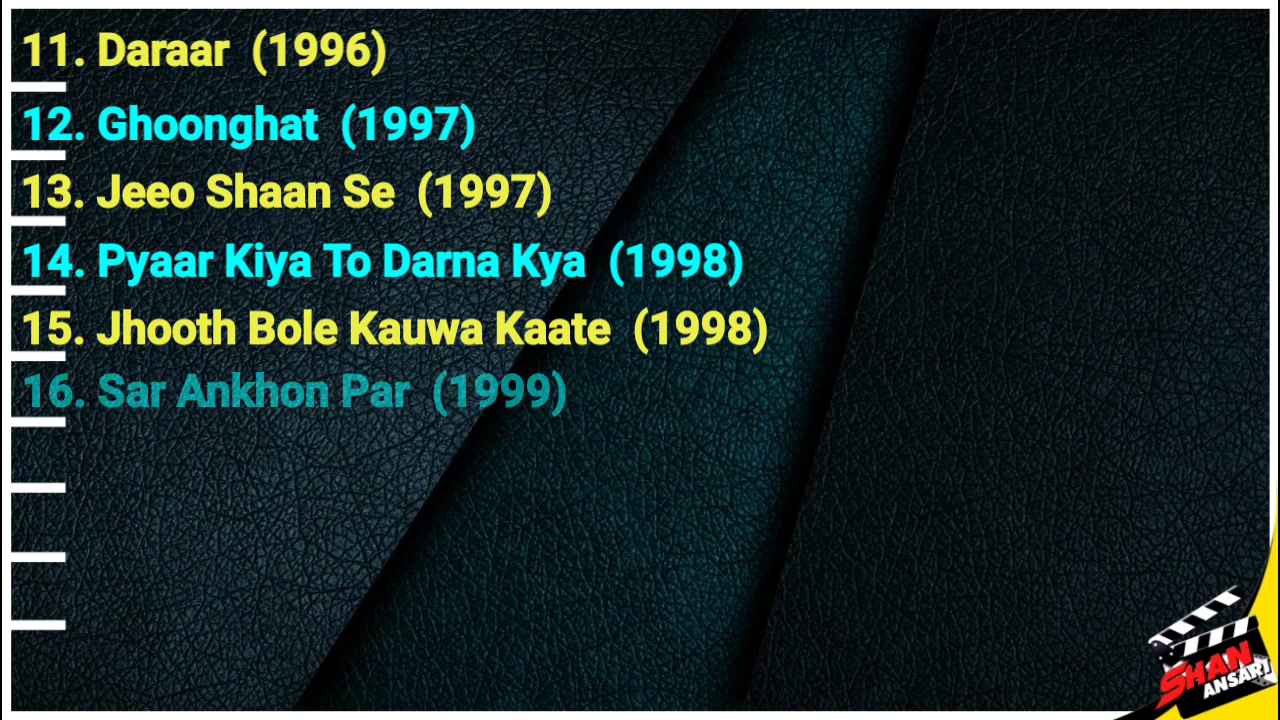 11. Daraar (1996)
12. Ghoonghat (1997)
13. Jeeo Shaan Se (1997)
14. Pyaar Kiya To Darna Kya (1998)
15. Jhooth Bole Kauwa Kaate (1998)
16. Sar Ankhon Par (1999)
SHAN
ANSARI